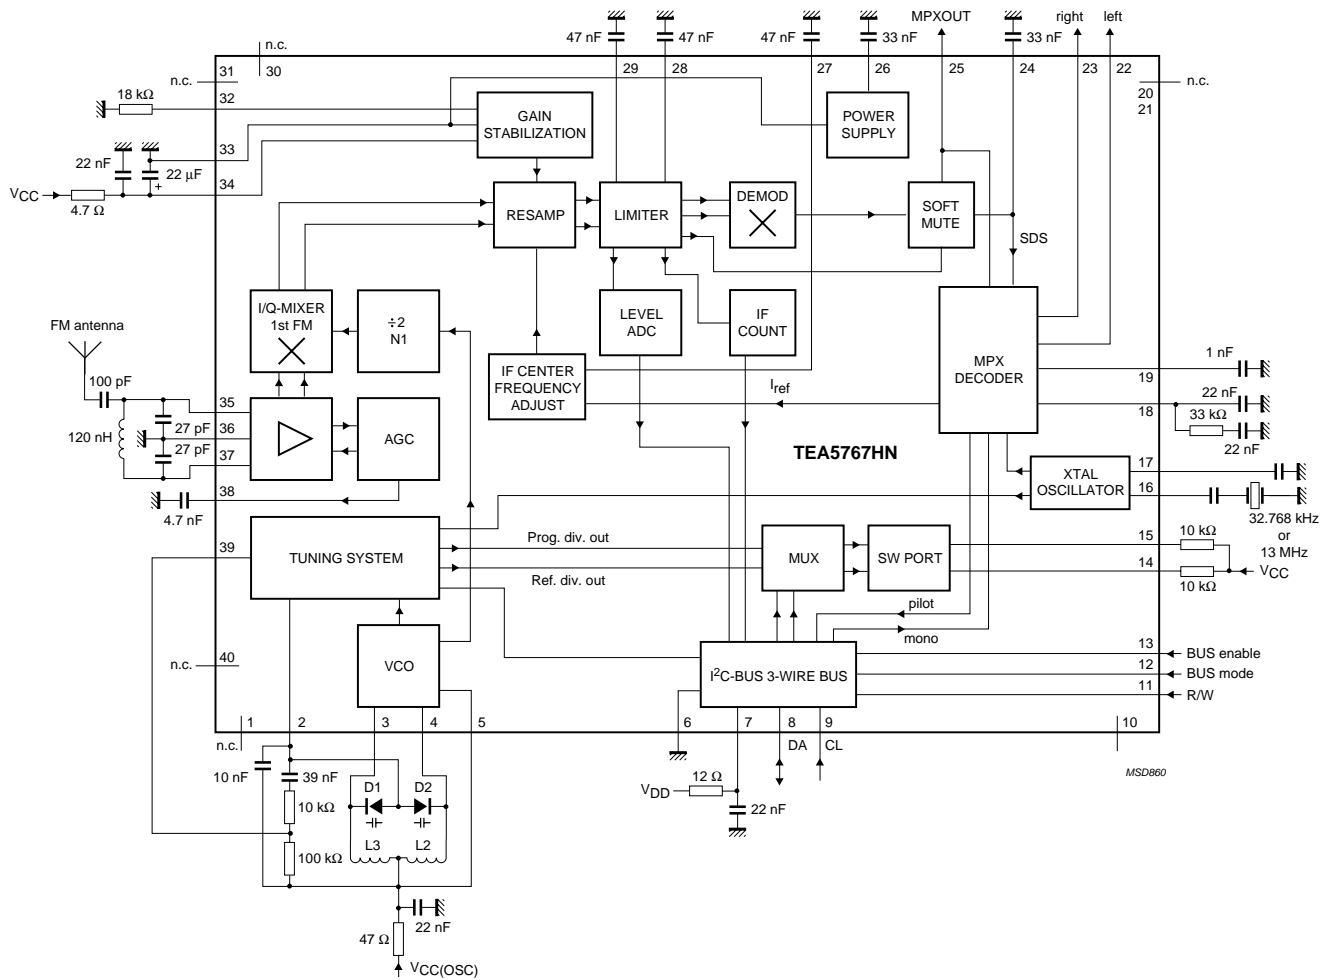 47 nF
47 nF
47 nF
33 nF
MPXOUT
33 nF
right
left
n.c.
30
31
n.c.
29
28
27
26
25
24
23
22
n.c.
20
21
18 kΩ
32
GAIN
STABILIZATION
POWER
SUPPLY
33
22 nF
22 μF
+
34
VCC
4.7 Ω
RESAMP
LIMITER
DEMOD
SOFT
MUTE
SDS
I/Q-MIXER
1st FM
÷2
N1
LEVEL
ADC
IF
COUNT
MPX
DECODER
FM antenna
100 pF
IF CENTER
FREQUENCY
ADJUST
Iref
1 nF
19
22 nF
18
33 kΩ
22 nF
35
27 pF
36
120 nH
27 pF
37
AGC
TEA5767HN
38
4.7 nF
XTAL
OSCILLATOR
17
16
32.768 kHz
or
13 MHz
39
TUNING SYSTEM
Prog. div. out
Ref. div. out
MUX
SW PORT
15
10 kΩ
14
VCC
10 kΩ
pilot
mono
VCO
n.c.
40
I²C-BUS 3-WIRE BUS
13
BUS enable
12
BUS mode
11
R/W
1
n.c.
2
3
4
5
6
7
8
DA
9
CL
10
MSD860
10 nF
39 nF
10 kΩ
100 kΩ
D1
D2
L3
L2
VDD
12 Ω
22 nF
22 nF
47 Ω
VCC(OSC)